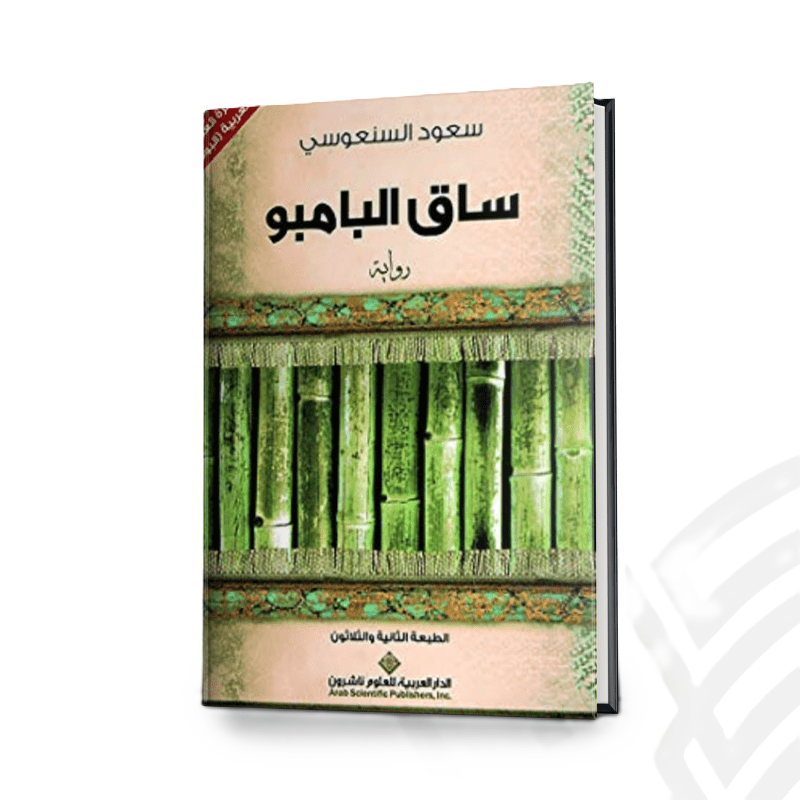 سعود السنعوسي
ساق البامبو
رواية
الطبعة الثانية والثلاثون
الدار العربية للعلوم ناشرون
Arab Scientific Publishers, Inc.